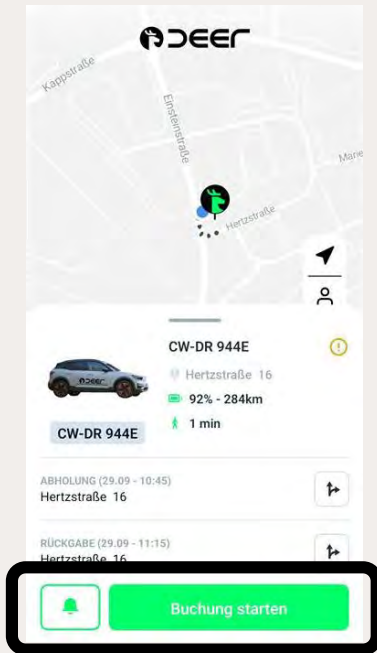 DEER
Kappstraße
Einsteinstraße
Marie
Hertzstraße
CW-DR 944E
Hertzstraße 16
92% - 284km
1 min
DEER
CW-DR 944E
ABHOLUNG (29.09 - 10:45)
Hertzstraße 16
RÜCKGABE (29.09 - 11:15)
Hertzstraße 16
Buchung starten